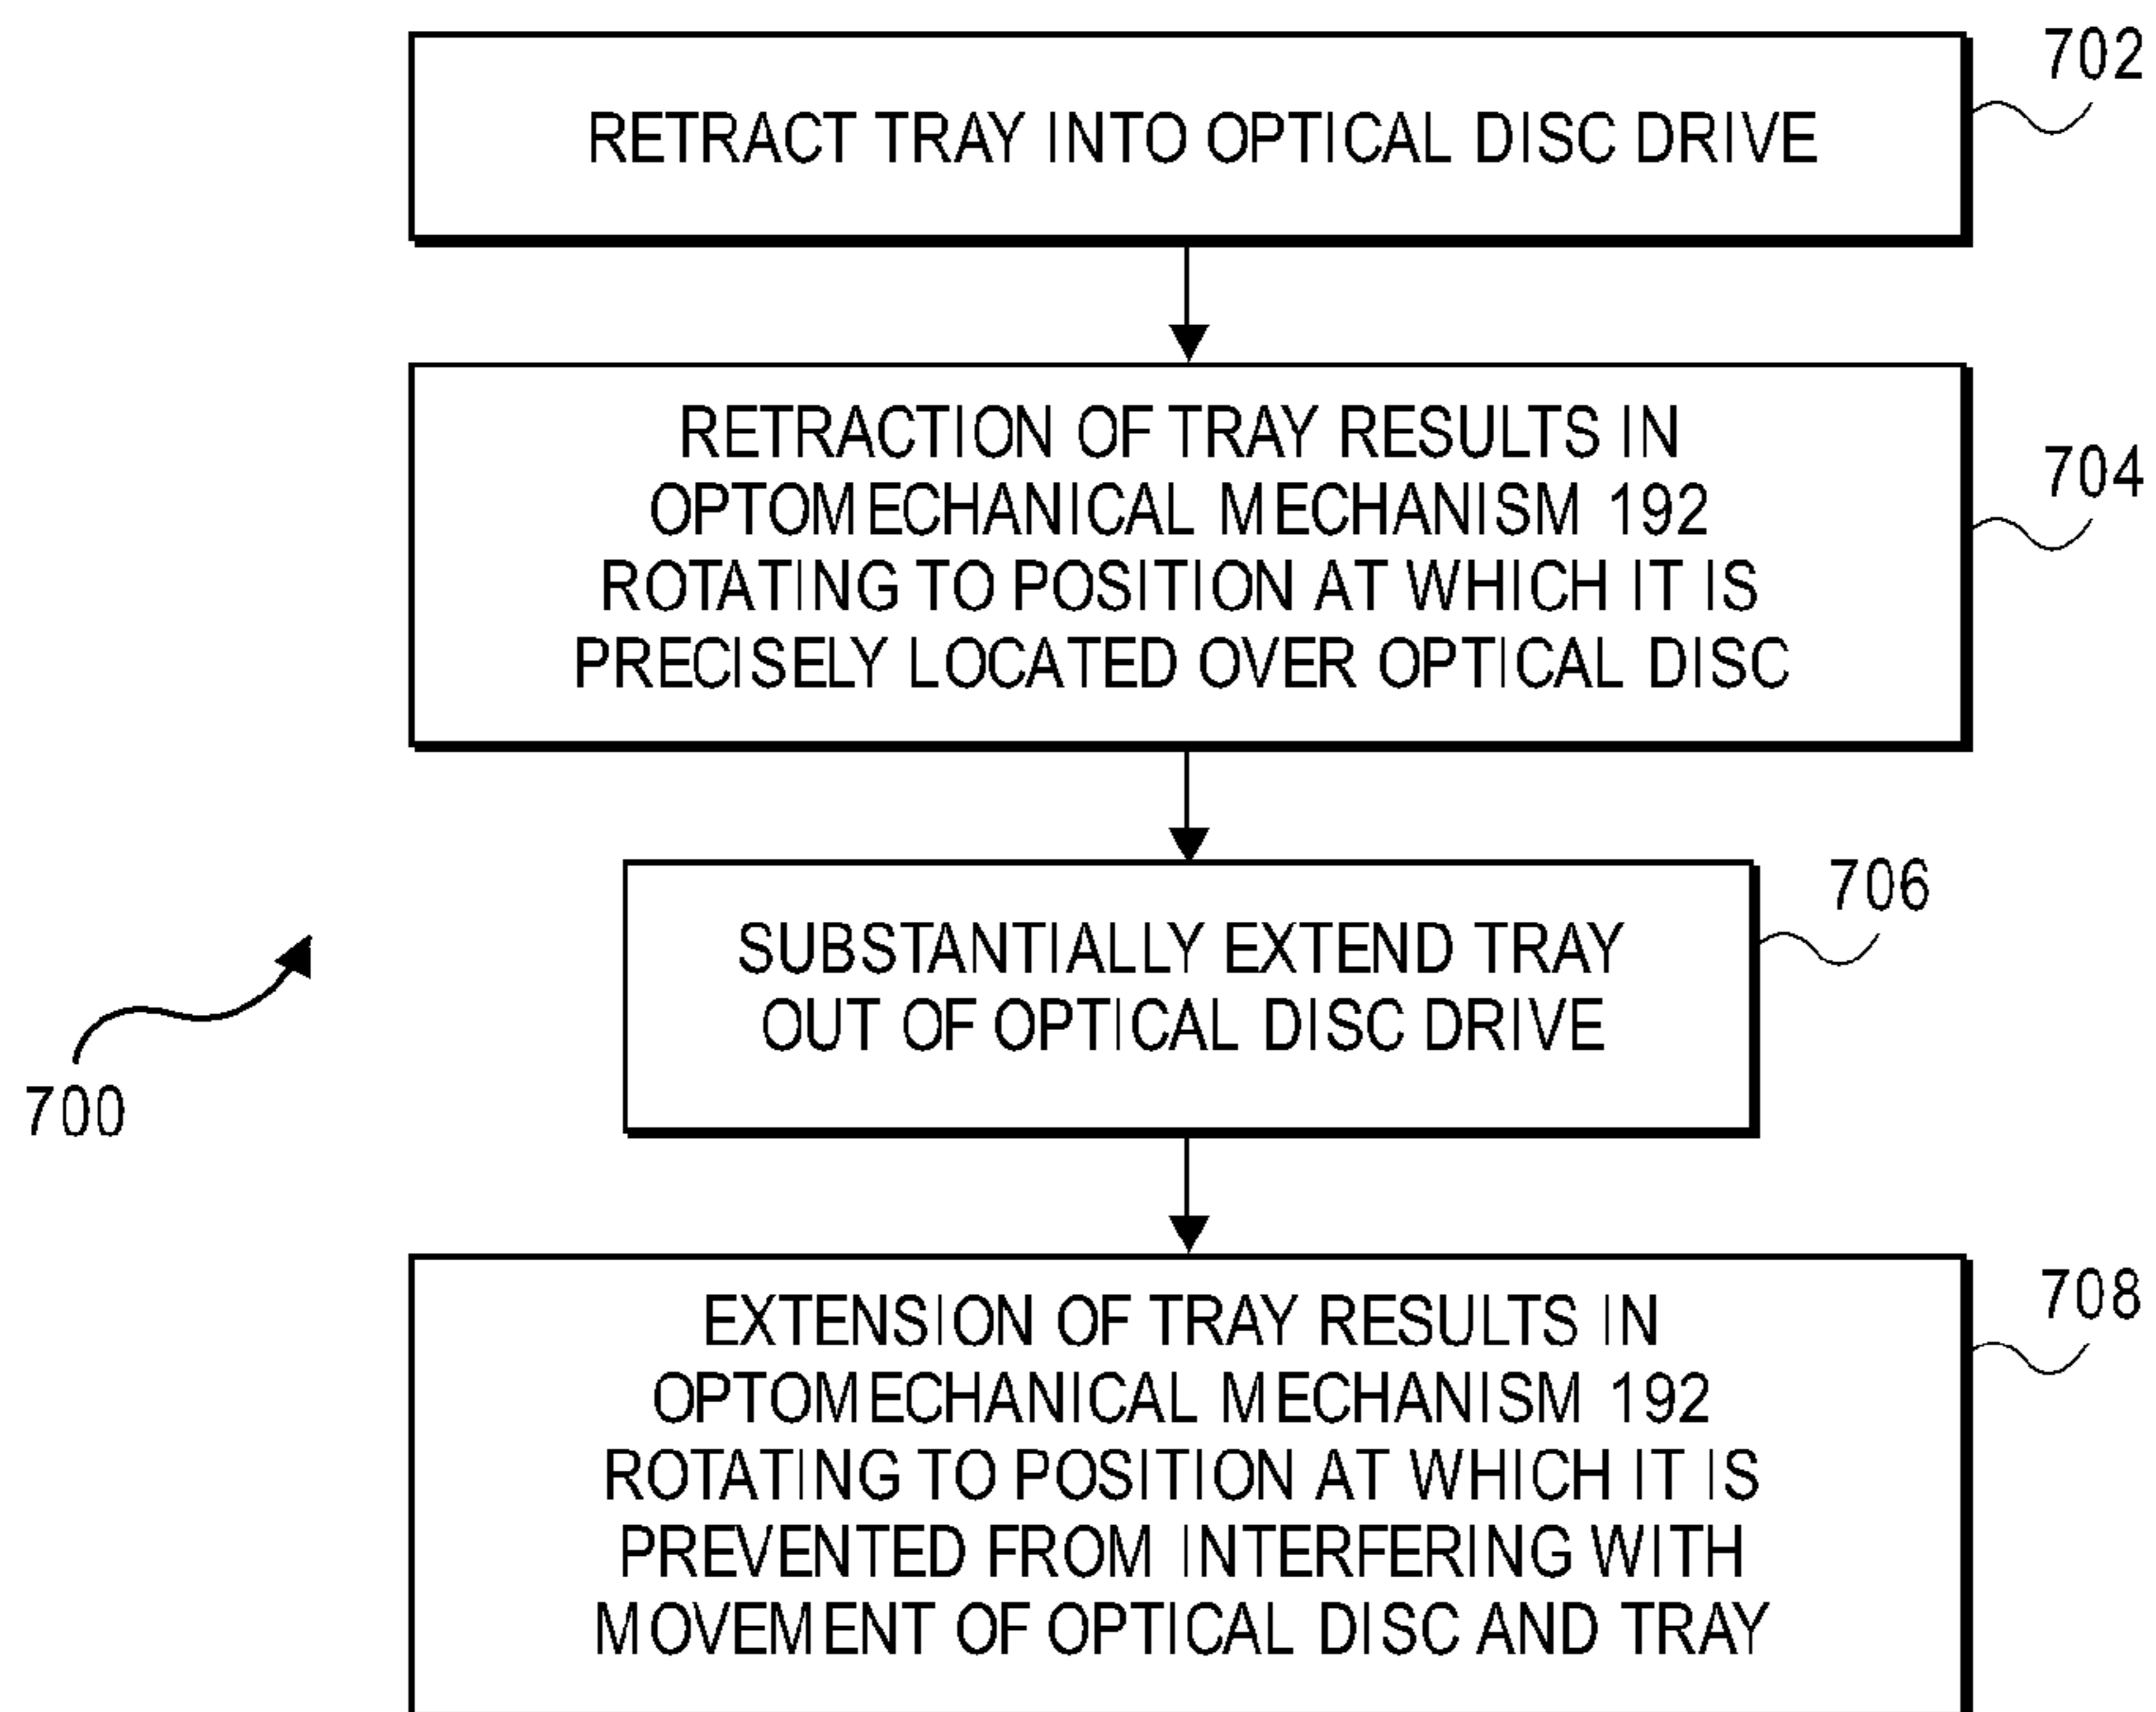 702
RETRACT TRAY INTO OPTICAL DISC DRIVE
RETRACTION OF TRAY RESULTS IN
OPTOMECHANICAL MECHANISM 192
ROTATING TO POSITION AT WHICH IT IS
PRECISELY LOCATED OVER OPTICAL DISC
704
706
SUBSTANTIALLY EXTEND TRAY
OUT OF OPTICAL DISC DRIVE
700
708
EXTENSION OF TRAY RESULTS IN
OPTOMECHANICAL MECHANISM 192
ROTATING TO POSITION AT WHICH IT IS
PREVENTED FROM INTERFERING WITH
MOVEMENT OF OPTICAL DISC AND TRAY